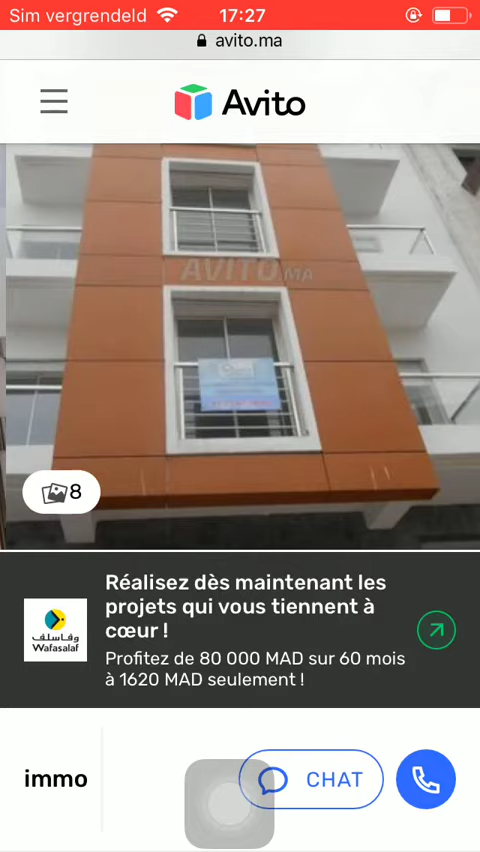 Sim vergrendeld
17:27
avito.ma
Avito
AVITO.MA
8
Réalisez dès maintenant les
projets qui vous tiennent à
cœur !
Profitez de 80 000 MAD sur 60 mois
à 1620 MAD seulement !
وفاسلف
Wafasalaf
immo
CHAT